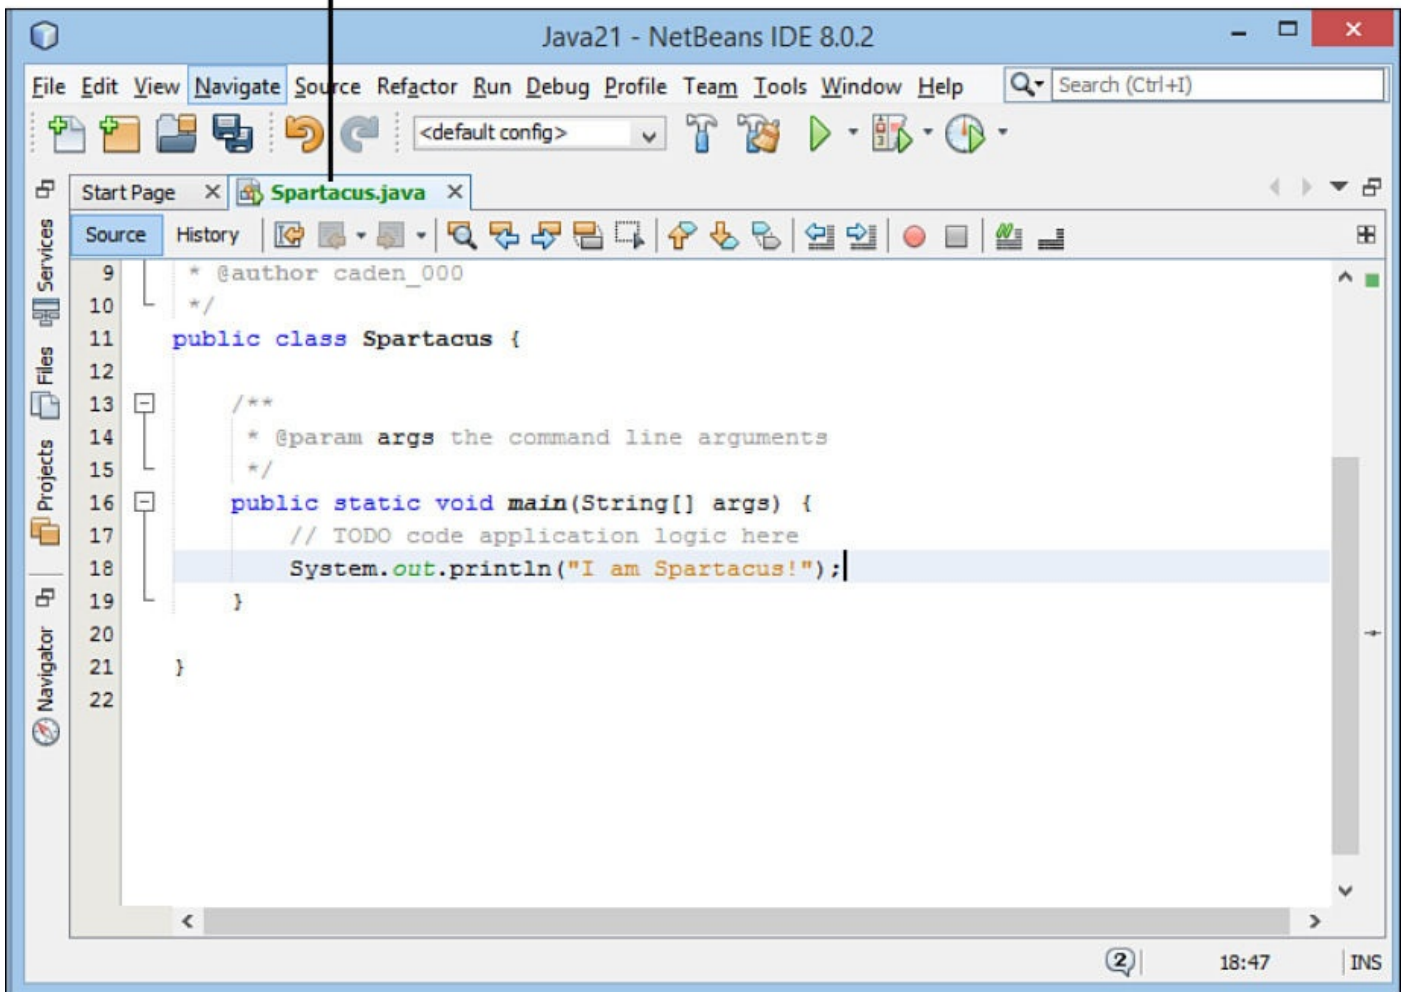 Java21 - NetBeans IDE 8.0.2
File Edit View Navigate Source Refactor Run Debug Profile Team Tools Window Help Search (Ctrl+I)
<default config>
Start Page Spartacus.java
Source History
Services
Files
Projects
Navigator
9 * @author caden_000
10 */
11 public class Spartacus {
12
13 /**
14 * @param args the command line arguments
15 */
16 public static void main(String[] args) {
17 // TODO code application logic here
18 System.out.println("I am Spartacus!");
19 }
20
21 }
22
2 18:47 INS